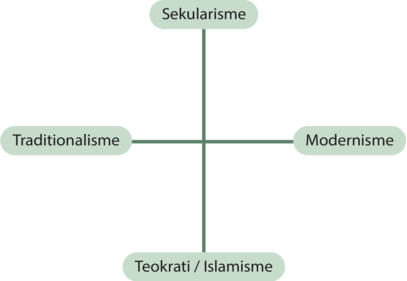 Sekularisme
Traditionalisme
Modernisme
Teokrati / Islamisme